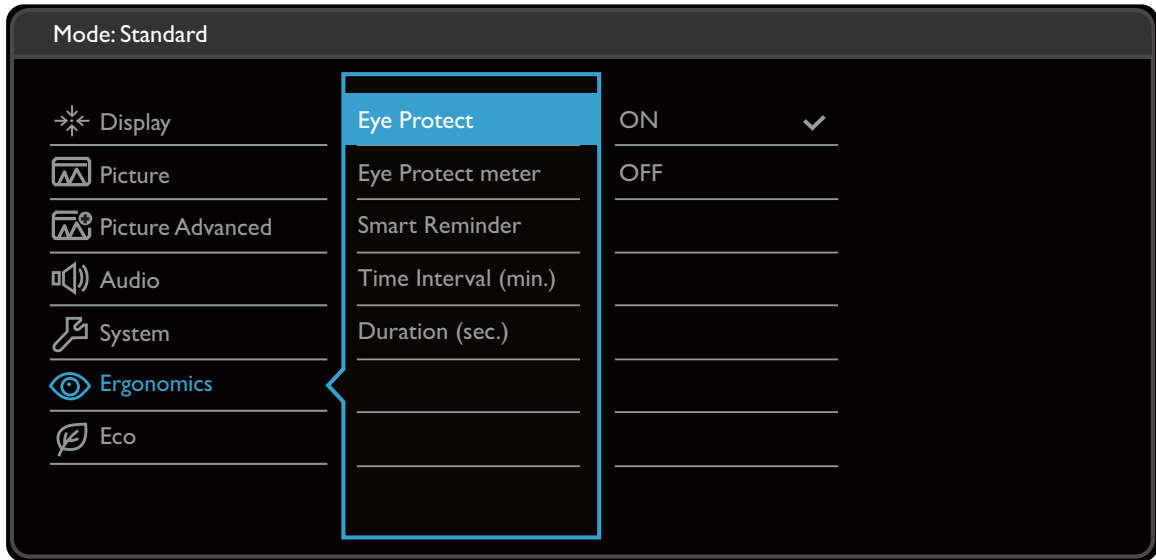 Mode: Standard
Display
Picture
Picture Advanced
Audio
System
Ergonomics
Eco
Eye Protect
Eye Protect meter
Smart Reminder
Time Interval (min.)
Duration (sec.)
ON
OFF